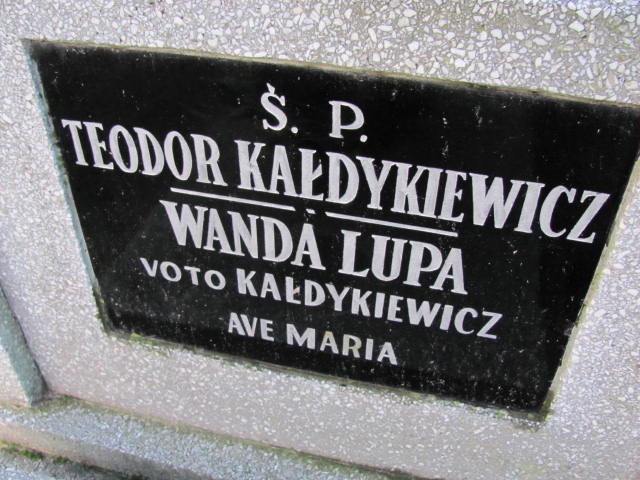 Ś. P.
TEODOR KAŁDYKIEWICZ
WANDA LUPA
VOTO KAŁDYKIEWICZ
AVE MARIA